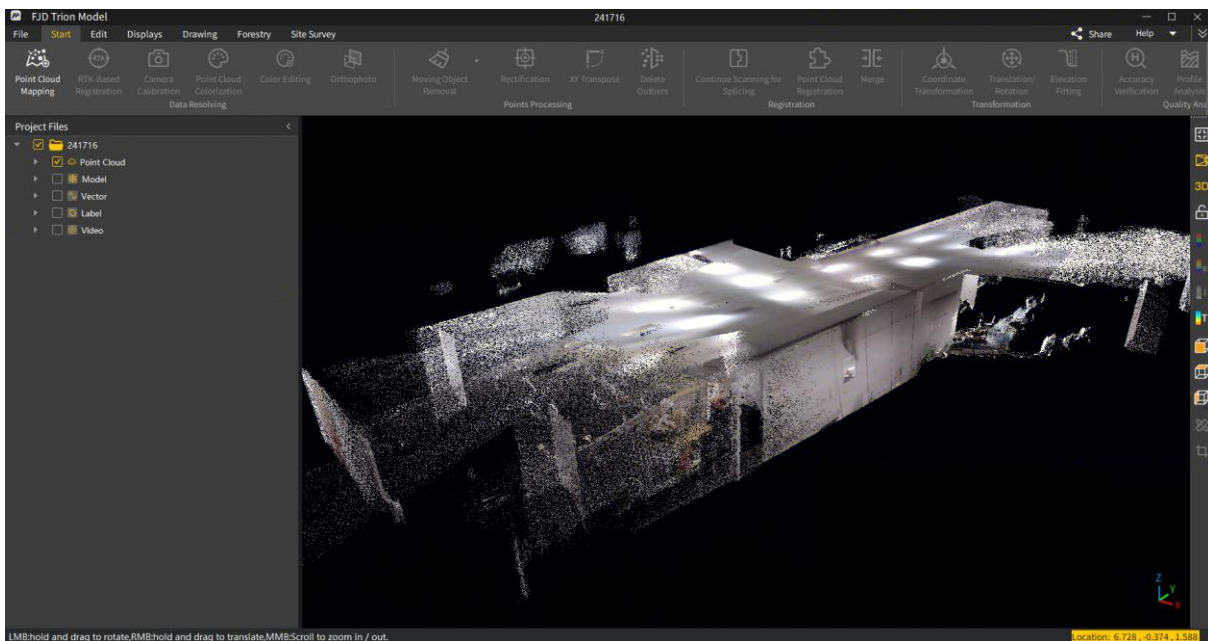 FJD Trion Model
241716
File Start Edit Displays Drawing Forestry Site Survey
Share Help
Point Cloud Mapping
RTK-Based Registration
Camera Calibration
Point Cloud Colorization
Color Editing
Orthophoto
Data Resolving
Moving Object Removal
Rectification
XY Transpose
Delete Outliers
Points Processing
Continue Scanning for Splicing
Point Cloud Registration
Merge
Registration
Coordinate Transformation
Translation/ Rotation
Elevation Fitting
Transformation
Accuracy Verification
Profile Analysis
Quality Ana
Project Files
241716
Point Cloud
Model
Vector
Label
Video
3D
Z
Y
X
LMB:hold and drag to rotate,RMB:hold and drag to translate,MMB:Scroll to zoom in / out.
Location: 6.728 , -0.374 , 1.588